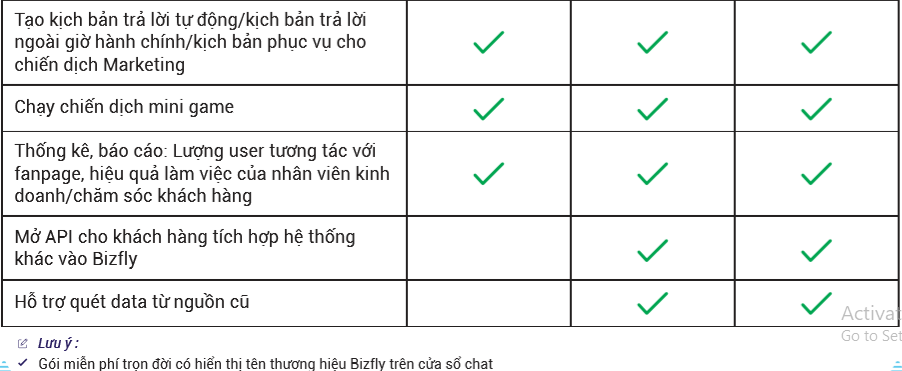 Tạo kịch bản trả lời tự động/kịch bản trả lời
ngoài giờ hành chính/kịch bản phục vụ cho
chiến dịch Marketing
Chạy chiến dịch mini game
Thống kê, báo cáo: Lượng user tương tác với
fanpage, hiệu quả làm việc của nhân viên kinh
doanh/chăm sóc khách hàng
Mở API cho khách hàng tích hợp hệ thống
khác vào Bizfly
Hỗ trợ quét data từ nguồn cũ
Activat
Go to Set
Lưu ý :
Gói miễn phí trọn đời có hiển thị tên thương hiệu Bizfly trên cửa sổ chat